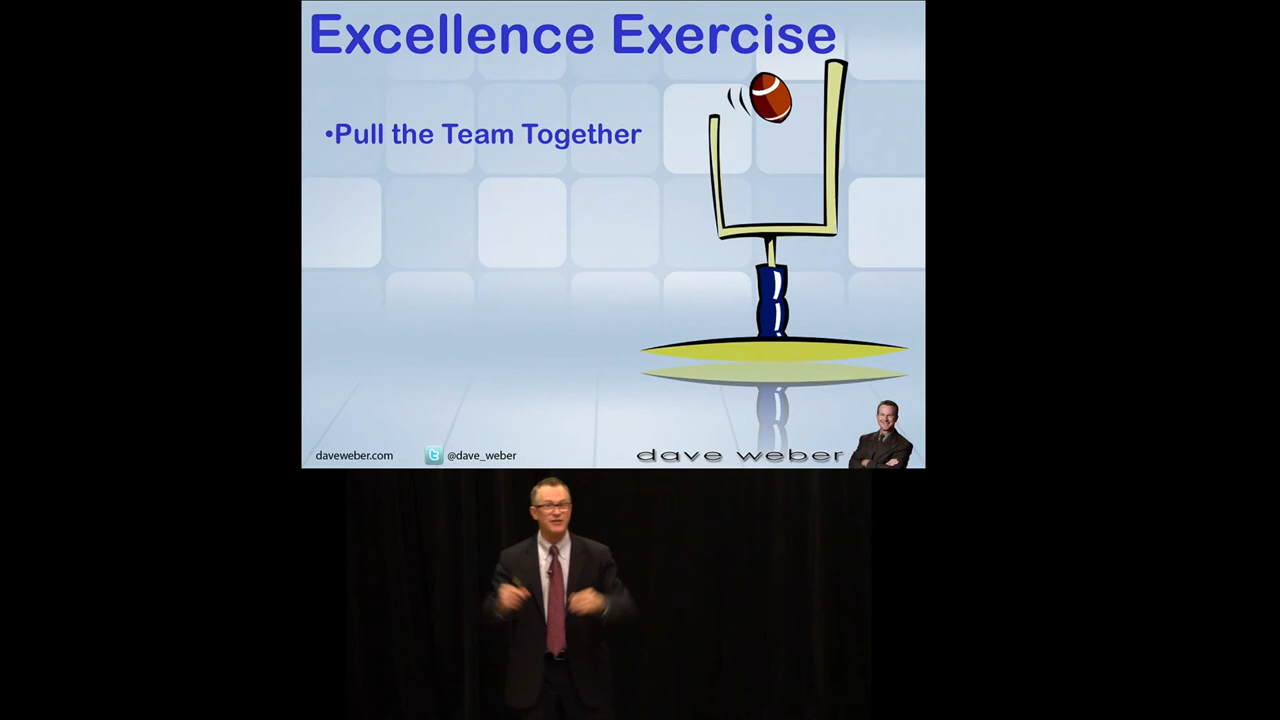 Excellence Exercise
•Pull the Team Together
daveweber.com
@dave_weber
dave weber